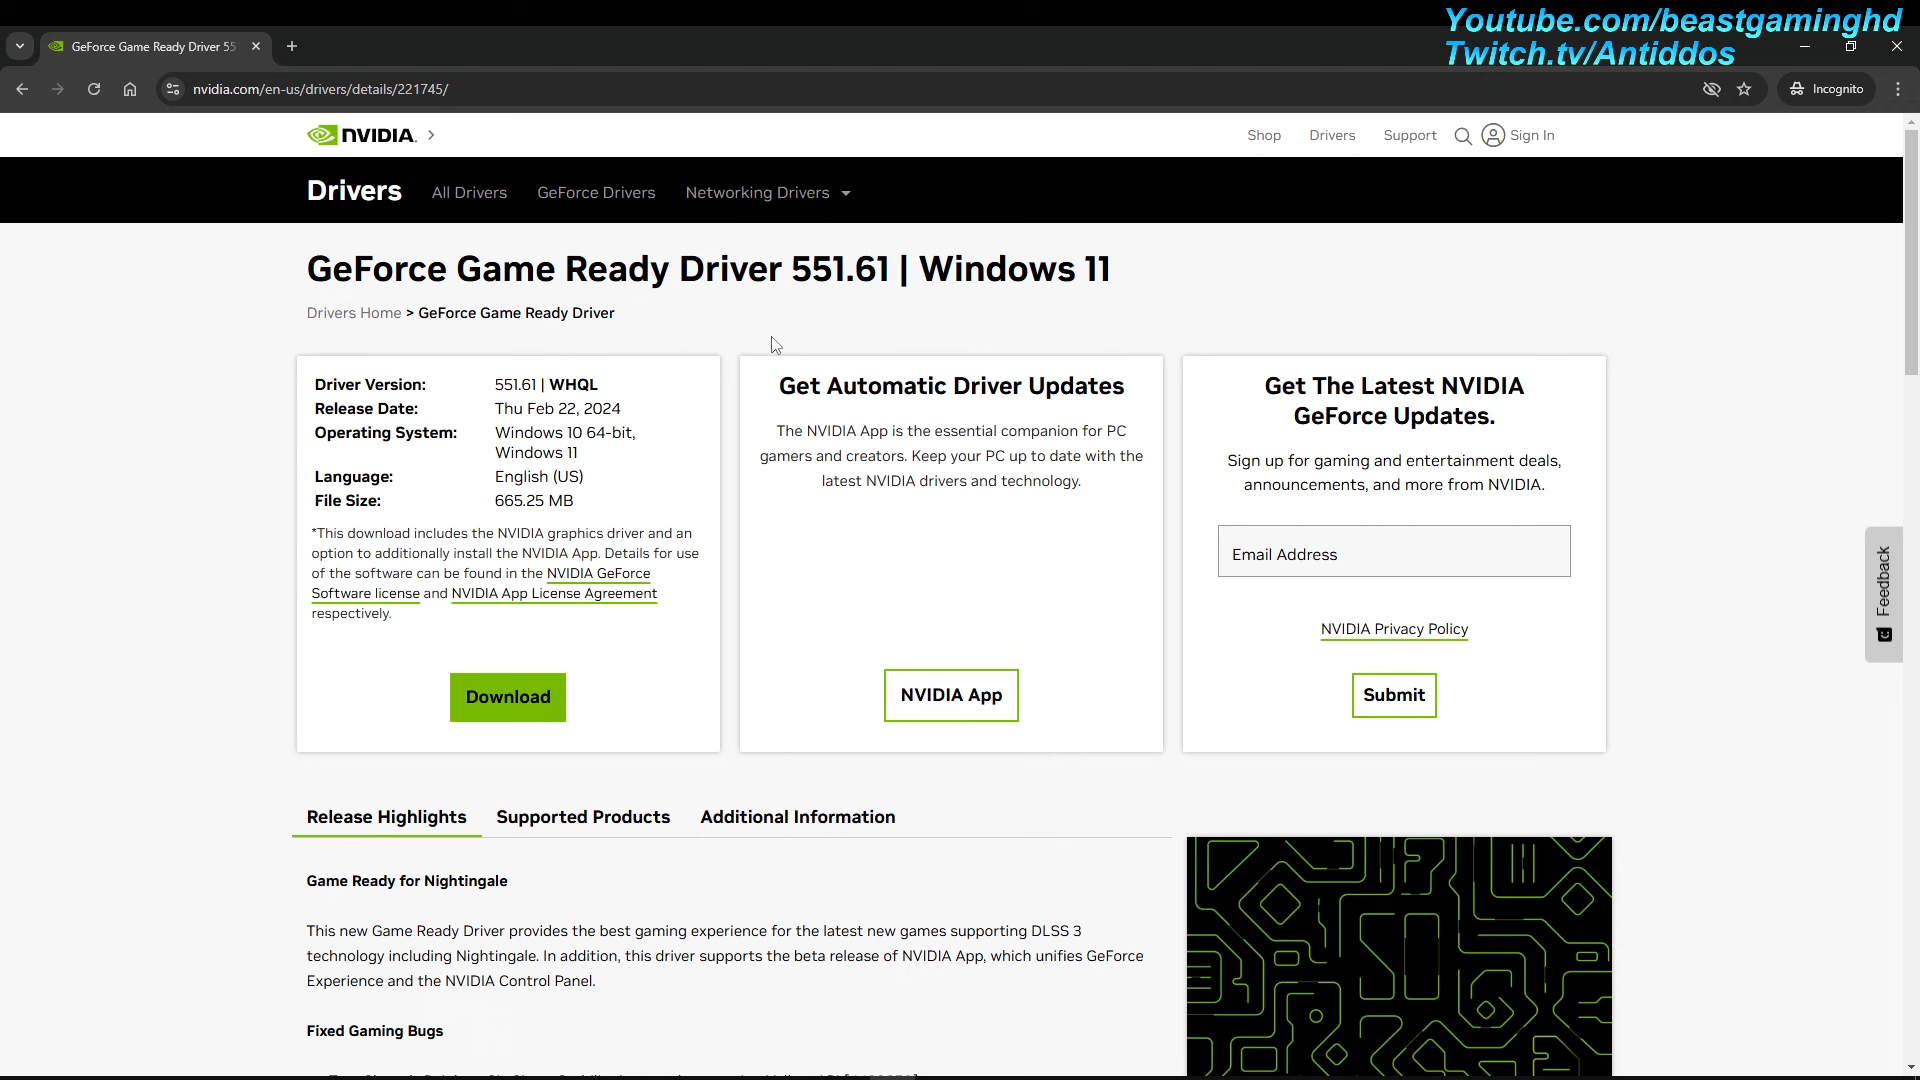 Youtube.com/beastgaminghd
Twitch.tv/Antiddos
GeForce Game Ready Driver 55
nvidia.com/en-us/drivers/details/221745/
Incognito
NVIDIA.
Shop
Drivers
Support
Sign In
Drivers
All Drivers
GeForce Drivers
Networking Drivers
GeForce Game Ready Driver 551.61 | Windows 11
Drivers Home > GeForce Game Ready Driver
Driver Version: 551.61 | WHQL
Release Date: Thu Feb 22, 2024
Operating System: Windows 10 64-bit,
Windows 11
Language: English (US)
File Size: 665.25 MB
*This download includes the NVIDIA graphics driver and an
option to additionally install the NVIDIA App. Details for use
of the software can be found in the NVIDIA GeForce
Software license and NVIDIA App License Agreement
respectively.
Download
Get Automatic Driver Updates
The NVIDIA App is the essential companion for PC
gamers and creators. Keep your PC up to date with the
latest NVIDIA drivers and technology.
NVIDIA App
Get The Latest NVIDIA
GeForce Updates.
Sign up for gaming and entertainment deals,
announcements, and more from NVIDIA.
Email Address
NVIDIA Privacy Policy
Submit
Feedback
Release Highlights
Supported Products
Additional Information
Game Ready for Nightingale
This new Game Ready Driver provides the best gaming experience for the latest new games supporting DLSS 3
technology including Nightingale. In addition, this driver supports the beta release of NVIDIA App, which unifies GeForce
Experience and the NVIDIA Control Panel.
Fixed Gaming Bugs